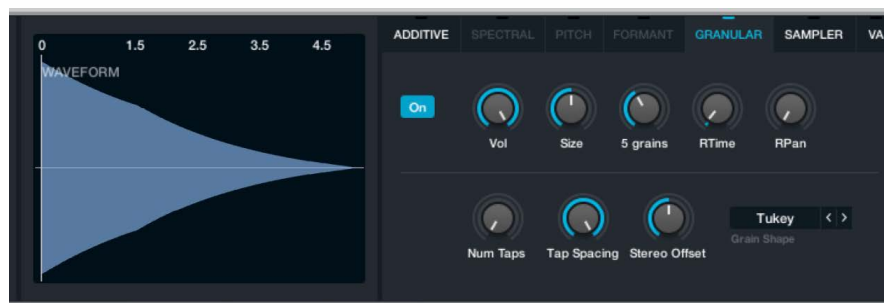 0 1.5 2.5 3.5 4.5
WAVEFORM
ADDITIVE SPECTRAL PITCH FORMANT GRANULAR SAMPLER VA
On
Vol Size 5 grains RTime RPan
Num Taps Tap Spacing Stereo Offset
Tukey < >
Grain Shape